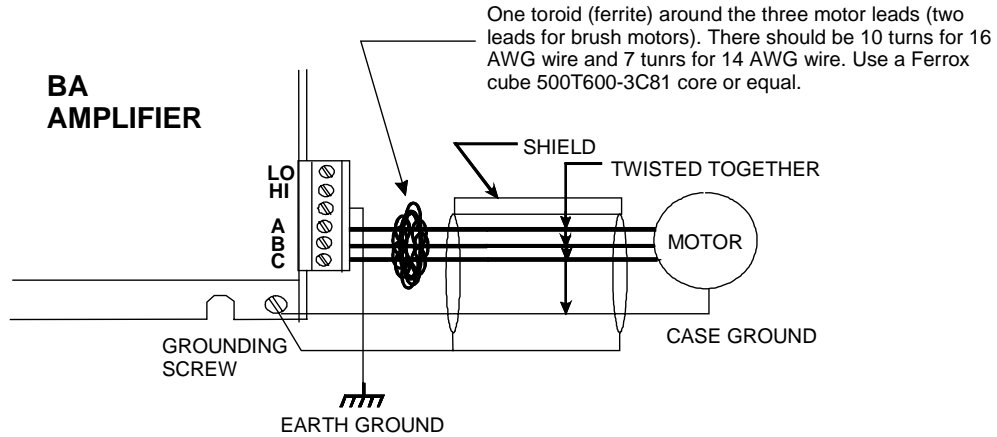 One toroid (ferrite) around the three motor leads (two
leads for brush motors). There should be 10 turns for 16
AWG wire and 7 tunrs for 14 AWG wire. Use a Ferrox
cube 500T600-3C81 core or equal.
BA
AMPLIFIER
SHIELD
TWISTED TOGETHER
LO
HI
A
B
C
MOTOR
GROUNDING
SCREW
CASE GROUND
EARTH GROUND